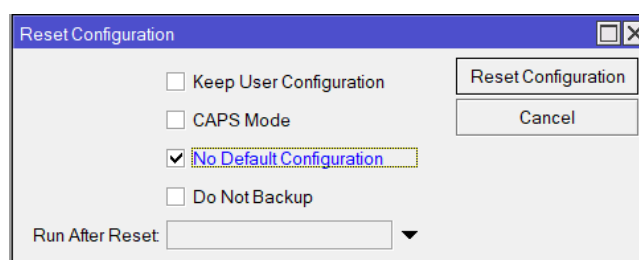 Reset Configuration
Keep User Configuration
Reset Configuration
CAPS Mode
Cancel
No Default Configuration
Do Not Backup
Run After Reset: